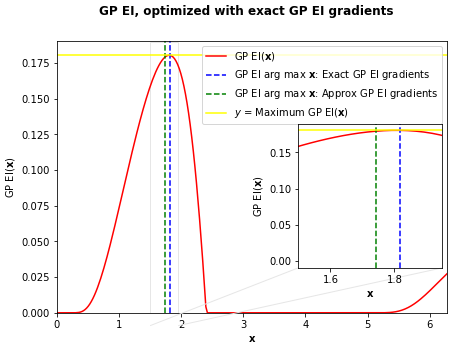 GP EI, optimized with exact GP EI gradients
GP EI(x)
GP EI arg max x: Exact GP EI gradients
GP EI arg max x: Approx GP EI gradients
y = Maximum GP EI(x)
0.175
0.150
0.125
0.100
0.075
0.050
0.025
0.000
GP EI(x)
0.15
0.10
0.05
0.00
GP EI(x)
1.6 1.8
x
0 1 2 3 4 5 6
x